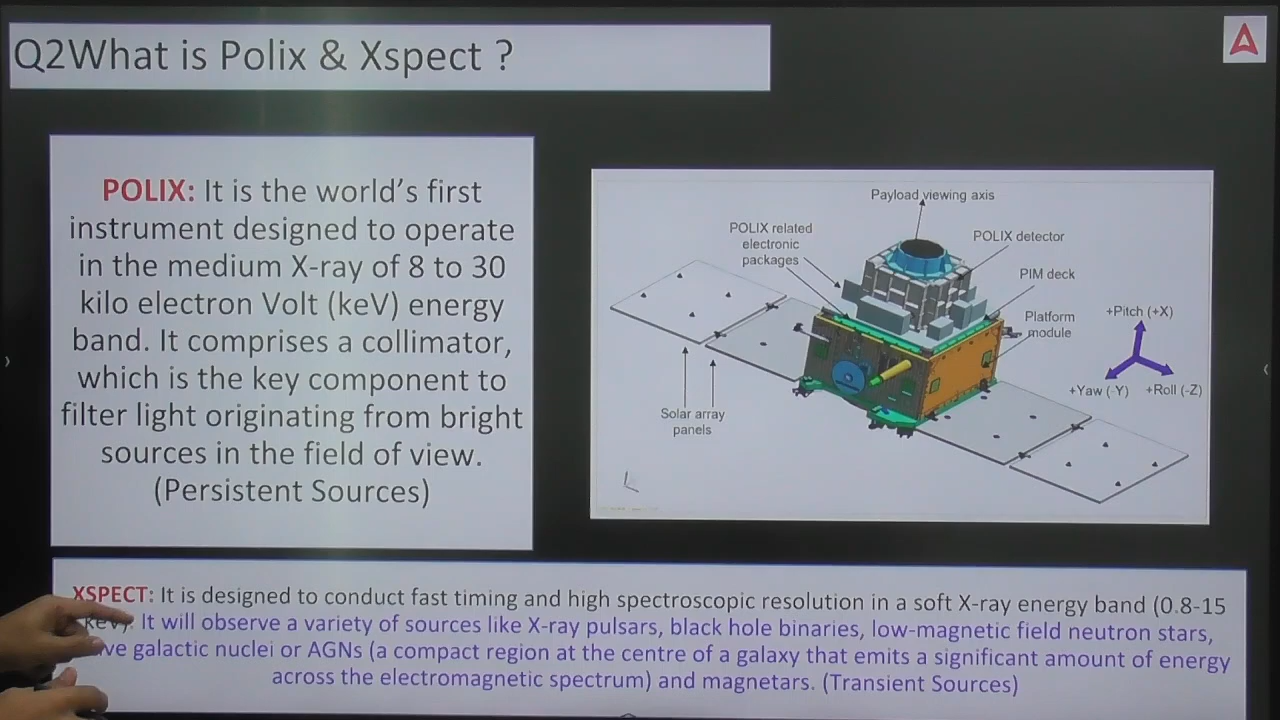 Q2What is Polix & Xspect ?
POLIX: It is the world's first
instrument designed to operate
in the medium X-ray of 8 to 30
kilo electron Volt (keV) energy
band. It comprises a collimator,
which is the key component to
filter light originating from bright
sources in the field of view.
(Persistent Sources)
Payload viewing axis
POLIX related
electronic
packages
POLIX detector
PIM deck
Platform
module
+Pitch (+X)
+Yaw (-Y)
+Roll (-Z)
Solar array
panels
XSPECT: It is designed to conduct fast timing and high spectroscopic resolution in a soft X-ray energy band (0.8-15
keV). It will observe a variety of sources like X-ray pulsars, black hole binaries, low-magnetic field neutron stars,
ve galactic nuclei or AGNs (a compact region at the centre of a galaxy that emits a significant amount of energy
across the electromagnetic spectrum) and magnetars. (Transient Sources)